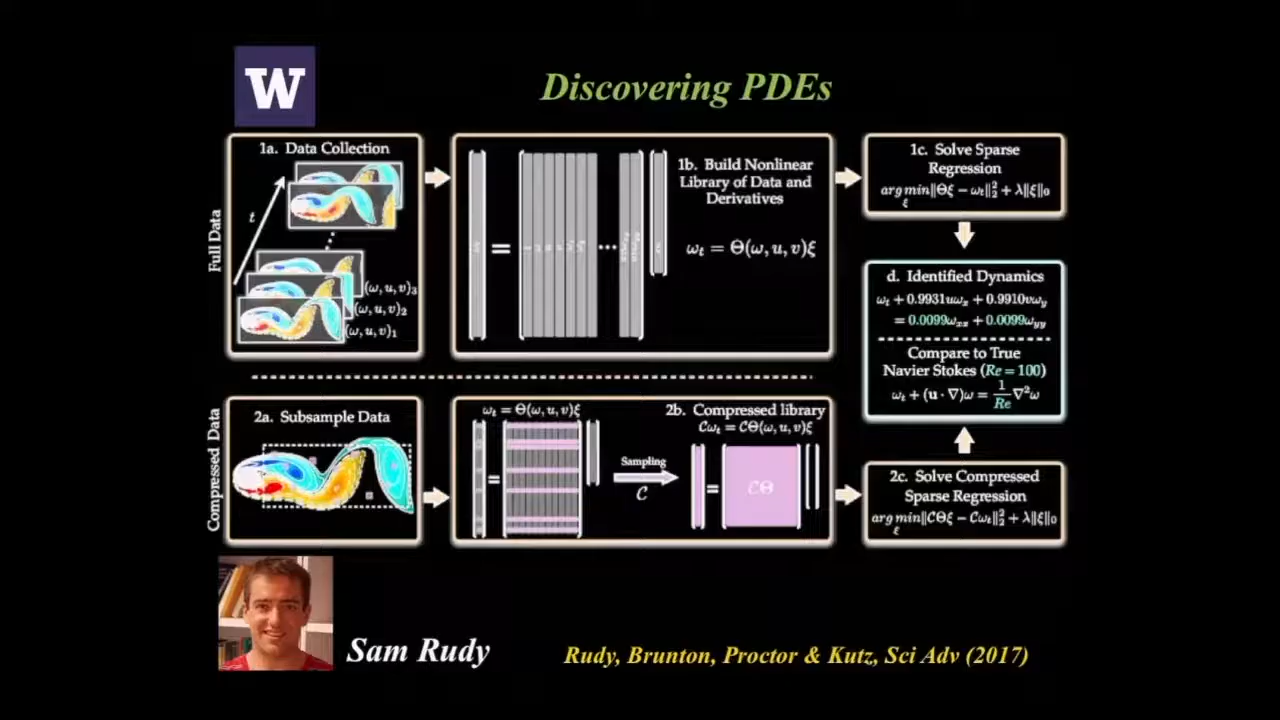 W
Discovering PDEs
Full Data
1a. Data Collection
t
(ω, u, v)₃
(ω, u, v)₂
(ω, u, v)₁
=
...
1b. Build Nonlinear
Library of Data and
Derivatives
ωₜ = Θ(ω, u, v)ξ
1c. Solve Sparse
Regression
arg min‖Θξ − ωₜ‖₂² + λ‖ξ‖₀
ξ
d. Identified Dynamics
ωₜ + 0.9931uωₓ + 0.9910vω_y
= 0.0099ωₓₓ + 0.0099ω_yy
Compare to True
Navier Stokes (Re = 100)
ωₜ + (u · ∇)ω = 1/Re ∇²ω
Compressed Data
2a. Subsample Data
ωₜ = Θ(ω, u, v)ξ
=
Sampling
C
2b. Compressed library
Cωₜ = CΘ(ω, u, v)ξ
=
CΘ
2c. Solve Compressed
Sparse Regression
arg min‖CΘξ − Cωₜ‖₂² + λ‖ξ‖₀
ξ
Sam Rudy
Rudy, Brunton, Proctor & Kutz, Sci Adv (2017)